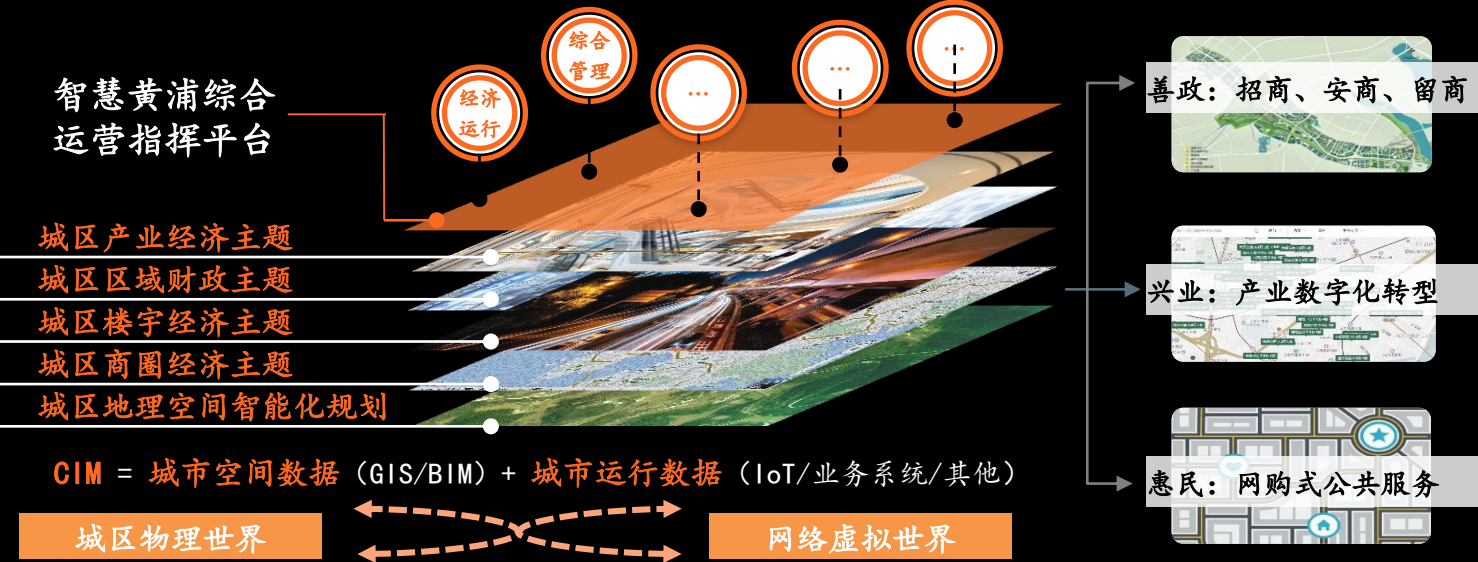 智慧黄浦综合
运营指挥平台
经济
运行
综合
管理
...
...
...
城区产业经济主题
城区区域财政主题
城区楼宇经济主题
城区商圈经济主题
城区地理空间智能化规划
CIM = 城市空间数据（GIS/BIM）+ 城市运行数据（IoT/业务系统/其他）
城区物理世界
网络虚拟世界
善政：招商、安商、留商
兴业：产业数字化转型
惠民：网购式公共服务